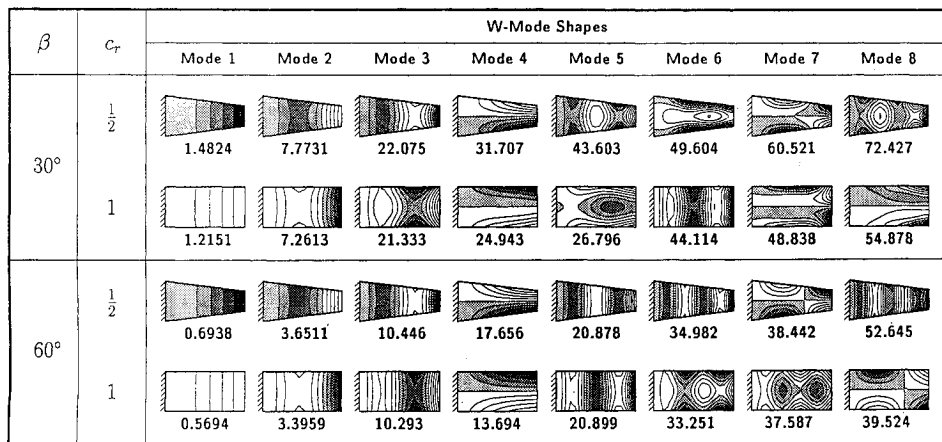 W-Mode Shapes
β c_r Mode 1 Mode 2 Mode 3 Mode 4 Mode 5 Mode 6 Mode 7 Mode 8
1/2
1.4824 7.7731 22.075 31.707 43.603 49.604 60.521 72.427
30°
1
1.2151 7.2613 21.333 24.943 26.796 44.114 48.838 54.878
1/2
0.6938 3.6511 10.446 17.656 20.878 34.982 38.442 52.645
60°
1
0.5694 3.3959 10.293 13.694 20.899 33.251 37.587 39.524